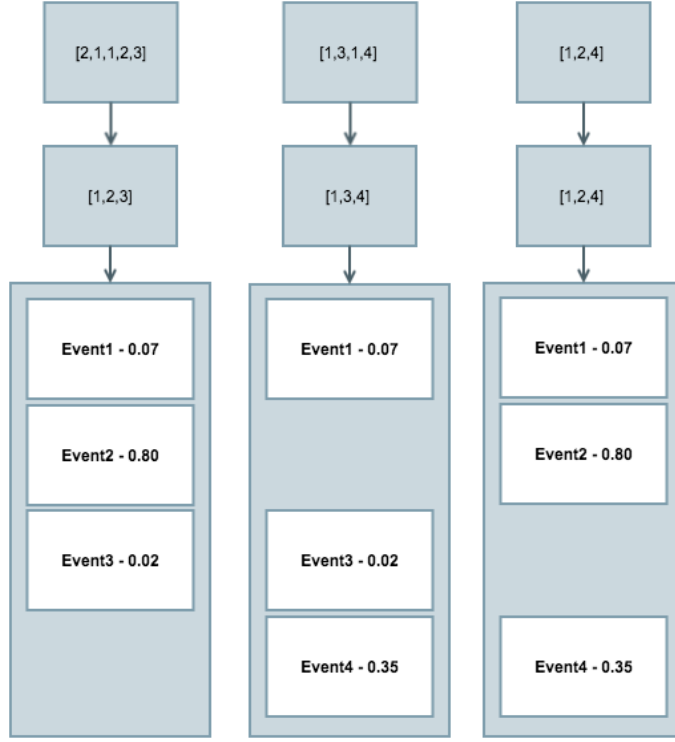 [2,1,1,2,3]
[1,3,1,4]
[1,2,4]
[1,2,3]
[1,3,4]
[1,2,4]
Event1 - 0.07
Event2 - 0.80
Event3 - 0.02
Event1 - 0.07
Event3 - 0.02
Event4 - 0.35
Event1 - 0.07
Event2 - 0.80
Event4 - 0.35